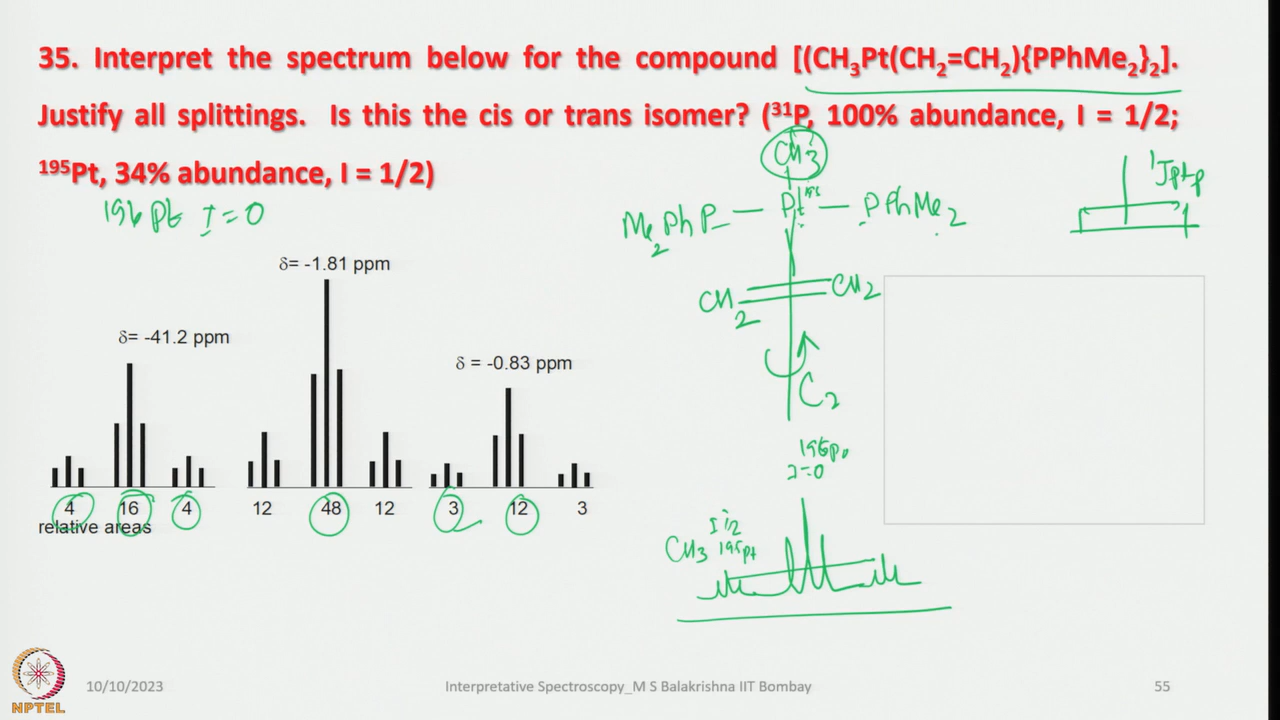 35. Interpret the spectrum below for the compound [(CH₃Pt(CH₂=CH₂){PPhMe₂}₂].
Justify all splittings. Is this the cis or trans isomer? (³¹P, 100% abundance, I = 1/2;
¹⁹⁵Pt, 34% abundance, I = 1/2)
196 Pt I = 0
CH3
Me2PhP — Pt¹⁹⁵ — PPhMe2
¹Jpt-p
CH2 = CH2
C2
δ= -1.81 ppm
δ= -41.2 ppm
δ = -0.83 ppm
4 16 4 12 48 12 3 12 3
relative areas
I=0
CH3 195pt
10/10/2023
Interpretative Spectroscopy_M S Balakrishna IIT Bombay
55
NPTEL